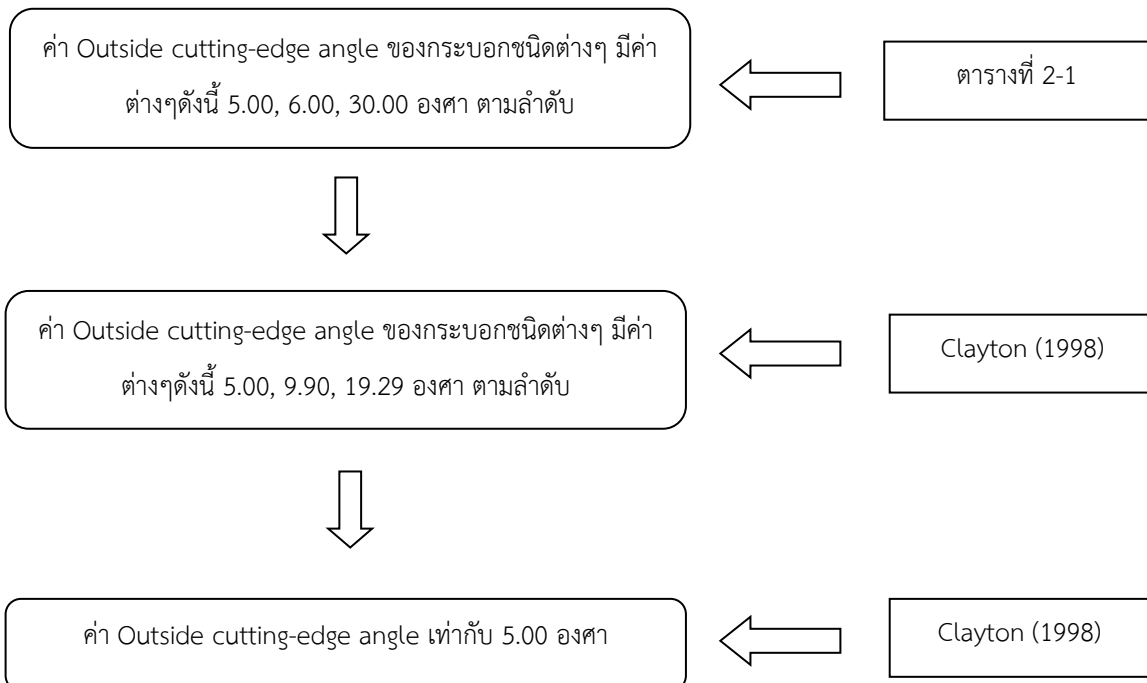 ค่า Outside cutting-edge angle ของกระบอกชนิดต่างๆ มีค่า
ต่างๆดังนี้ 5.00, 6.00, 30.00 องศา ตามลำดับ
ตารางที่ 2-1
ค่า Outside cutting-edge angle ของกระบอกชนิดต่างๆ มีค่า
ต่างๆดังนี้ 5.00, 9.90, 19.29 องศา ตามลำดับ
Clayton (1998)
ค่า Outside cutting-edge angle เท่ากับ 5.00 องศา
Clayton (1998)